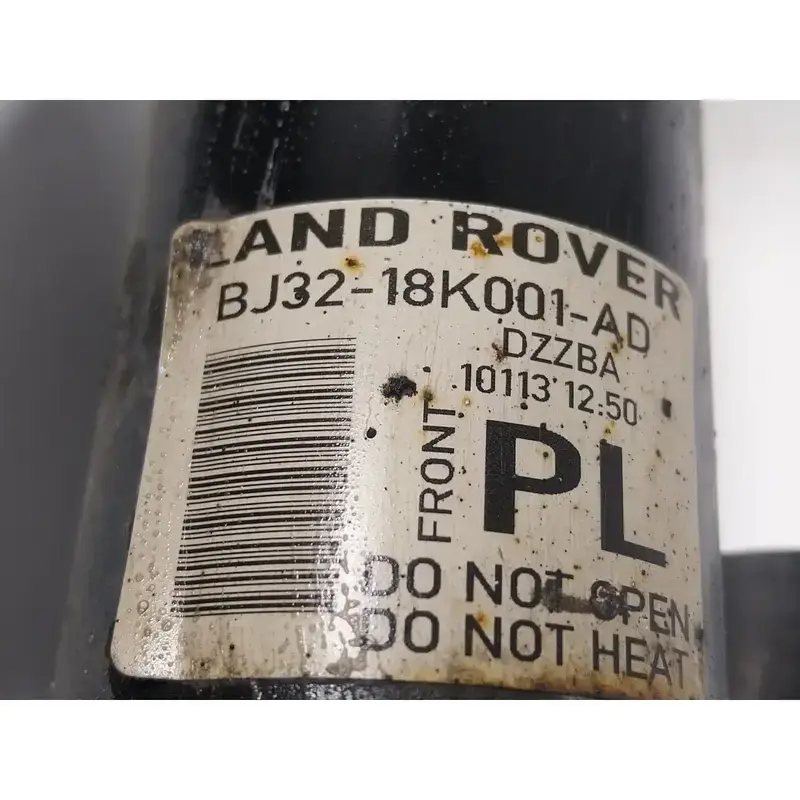 LAND ROVER
BJ32-18K001-AD
DZZBA
10113 12:50
FRONT
PL
DO NOT OPEN
DO NOT HEAT